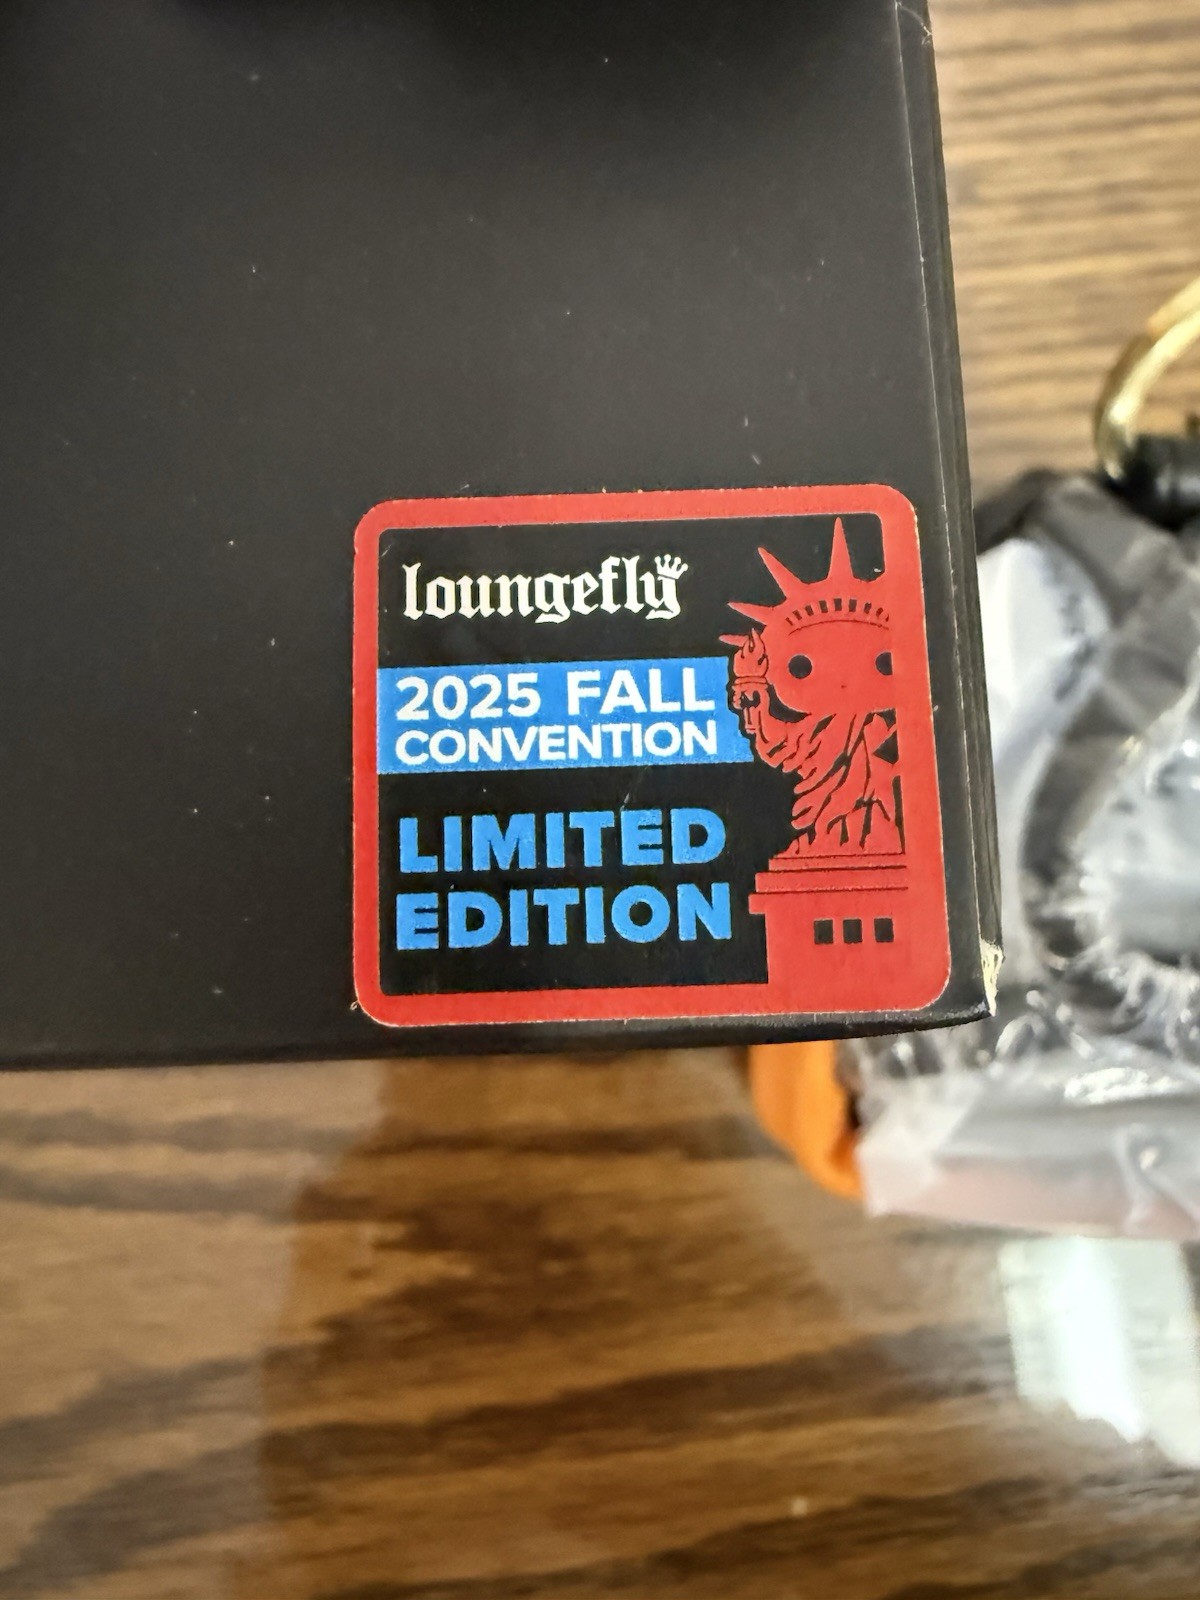 loungefly
2025 FALL
CONVENTION
LIMITED
EDITION